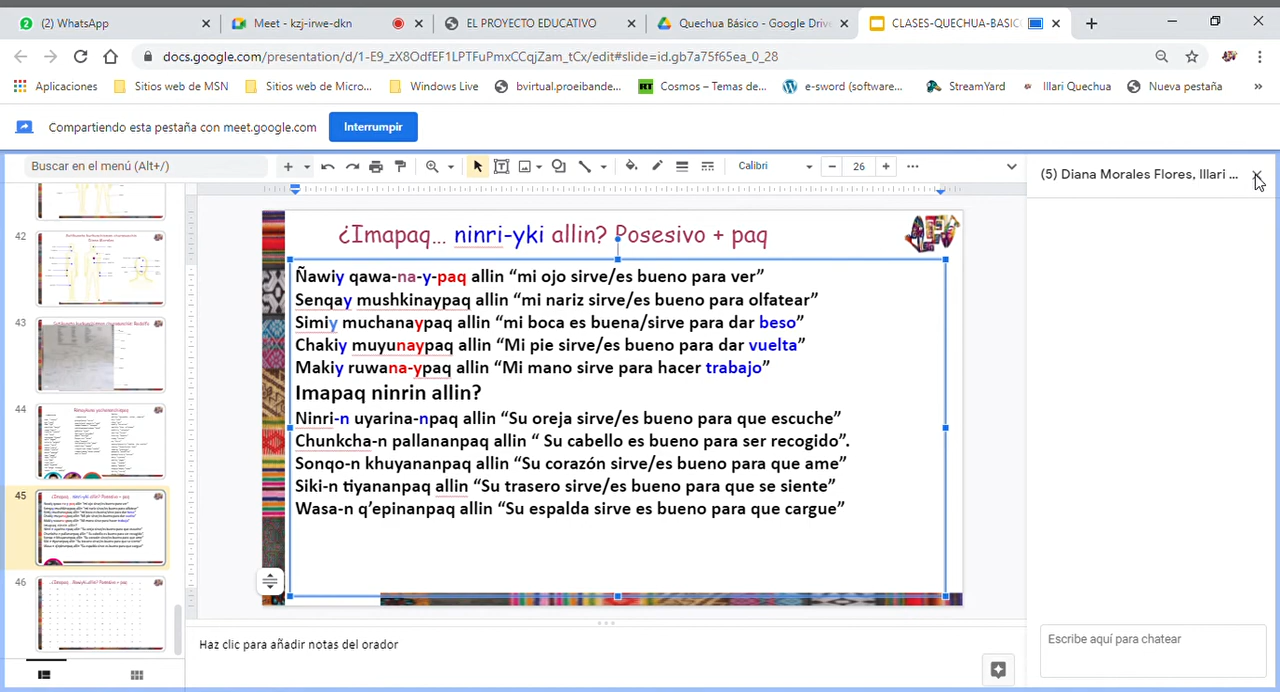 (2) WhatsApp
Meet - kzj-irwe-dkn
EL PROYECTO EDUCATIVO
Quechua Básico - Google Drive
CLASES-QUECHUA-BASIC
docs.google.com/presentation/d/1-E9_zX8OdfEF1LPTFuPmxCCqjZam_tCx/edit#slide=id.gb7a75f65ea_0_28
Aplicaciones
Sitios web de MSN
Sitios web de Micro...
Windows Live
bvirtual.proeibande...
Cosmos – Temas de...
e-sword (software...
StreamYard
Illari Quechua
Nueva pestaña
Compartiendo esta pestaña con meet.google.com
Interrumpir
Buscar en el menú (Alt+/)
Calibri
26
(5) Diana Morales Flores, Illari ...
42
43
44
45
46
¿Imapaq... ninri-yki allin? Posesivo + paq
Ñawiy qawa-na-y-paq allin “mi ojo sirve/es bueno para ver”
Senqay mushkinaypaq allin “mi nariz sirve/es bueno para olfatear”
Simiy muchanaypaq allin “mi boca es buena/sirve para dar beso”
Chakiy muyunaypaq allin “Mi pie sirve/es bueno para dar vuelta”
Makiy ruwana-ypaq allin “Mi mano sirve para hacer trabajo”
Imapaq ninrin allin?
Ninri-n uyarina-npaq allin “Su oreja sirve/es bueno para que escuche”
Chunkcha-n pallananpaq allin “ Su cabello es bueno para ser recogido”.
Sonqo-n khuyananpaq allin “Su corazón sirve/es bueno para que ame”
Siki-n tiyananpaq allin “Su trasero sirve/es bueno para que se siente”
Wasa-n q’epinanpaq allin “Su espalda sirve es bueno para que cargue”
Haz clic para añadir notas del orador
Escribe aquí para chatear